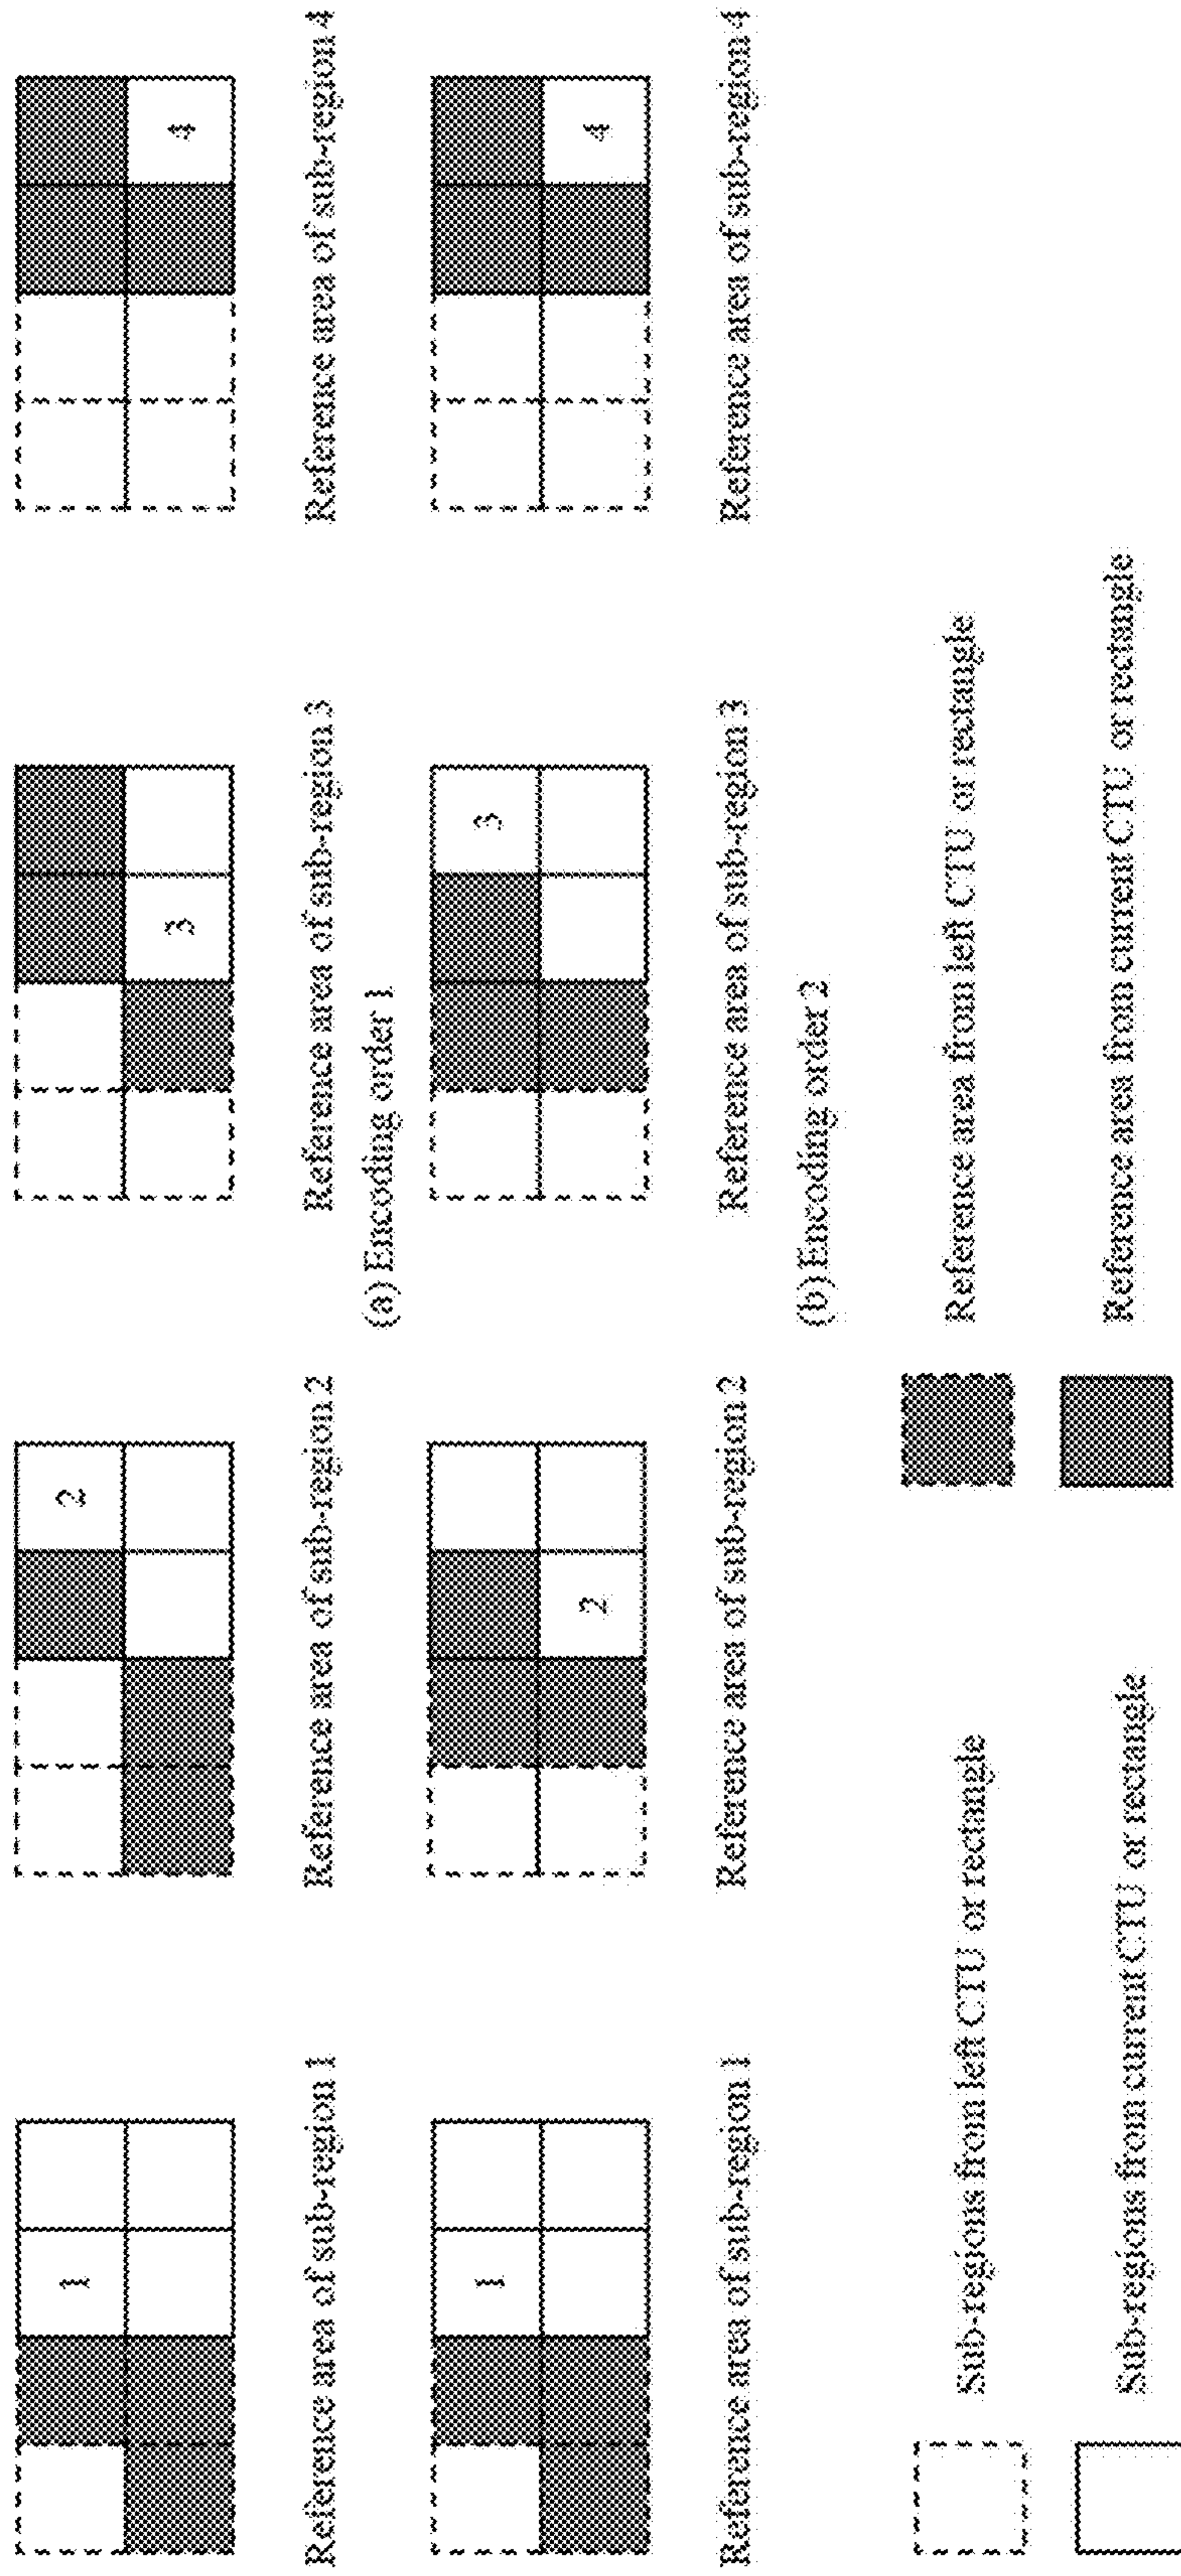 1
2
3
4
Reference area of sub-region 1
Reference area of sub-region 2
Reference area of sub-region 3
Reference area of sub-region 4
(a) Encoding order 1
1
2
3
4
Reference area of sub-region 1
Reference area of sub-region 2
Reference area of sub-region 3
Reference area of sub-region 4
(b) Encoding order 2
Sub-regions from left CTU or rectangle
Reference area from left CTU or rectangle
Sub-regions from current CTU or rectangle
Reference area from current CTU or rectangle